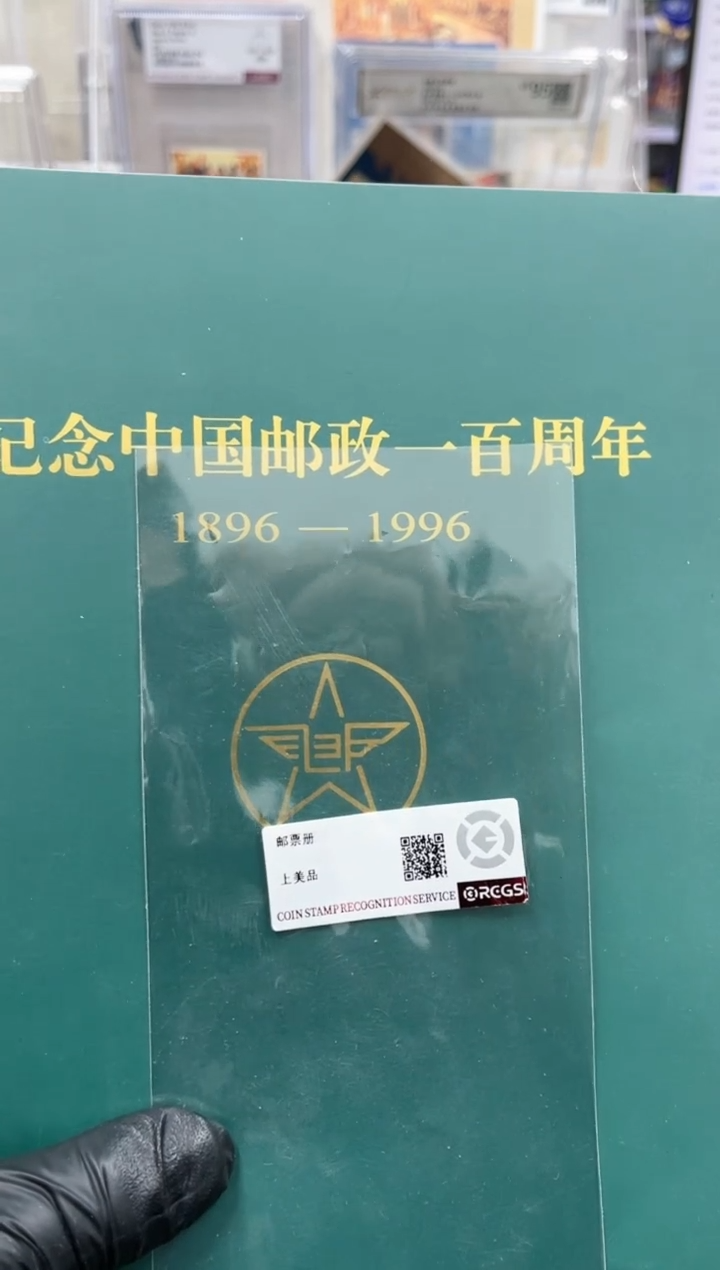 纪念中国邮政一百周年
1896 — 1996
邮票册
上美品
COIN STAMP RECOGNITION SERVICE
RCGS